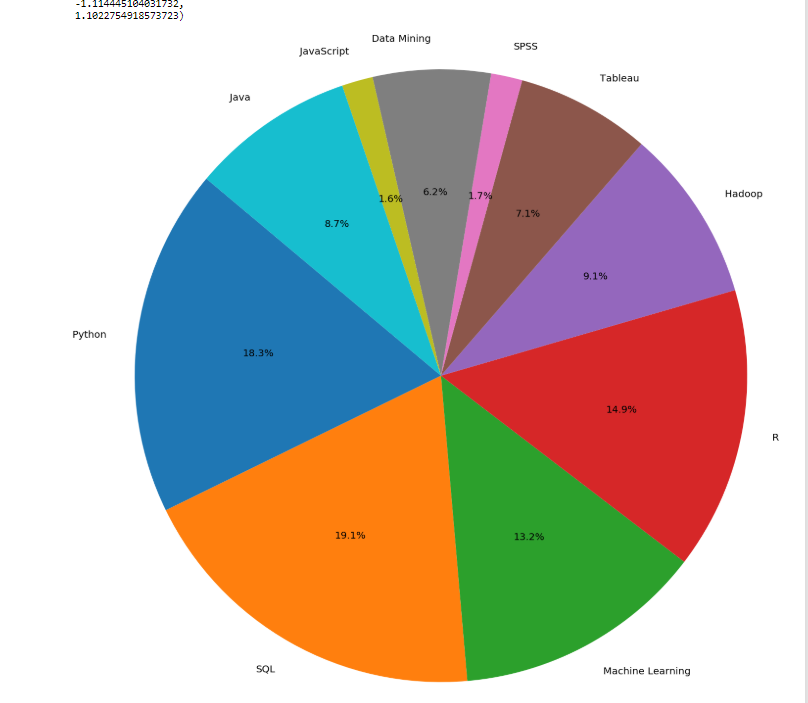 -1.114445104031732,
1.1022754918573723)
Data Mining
SPSS
JavaScript
Tableau
Java
Hadoop
6.2%
1.7%
1.6%
7.1%
8.7%
9.1%
Python
18.3%
14.9%
R
19.1%
13.2%
SQL
Machine Learning